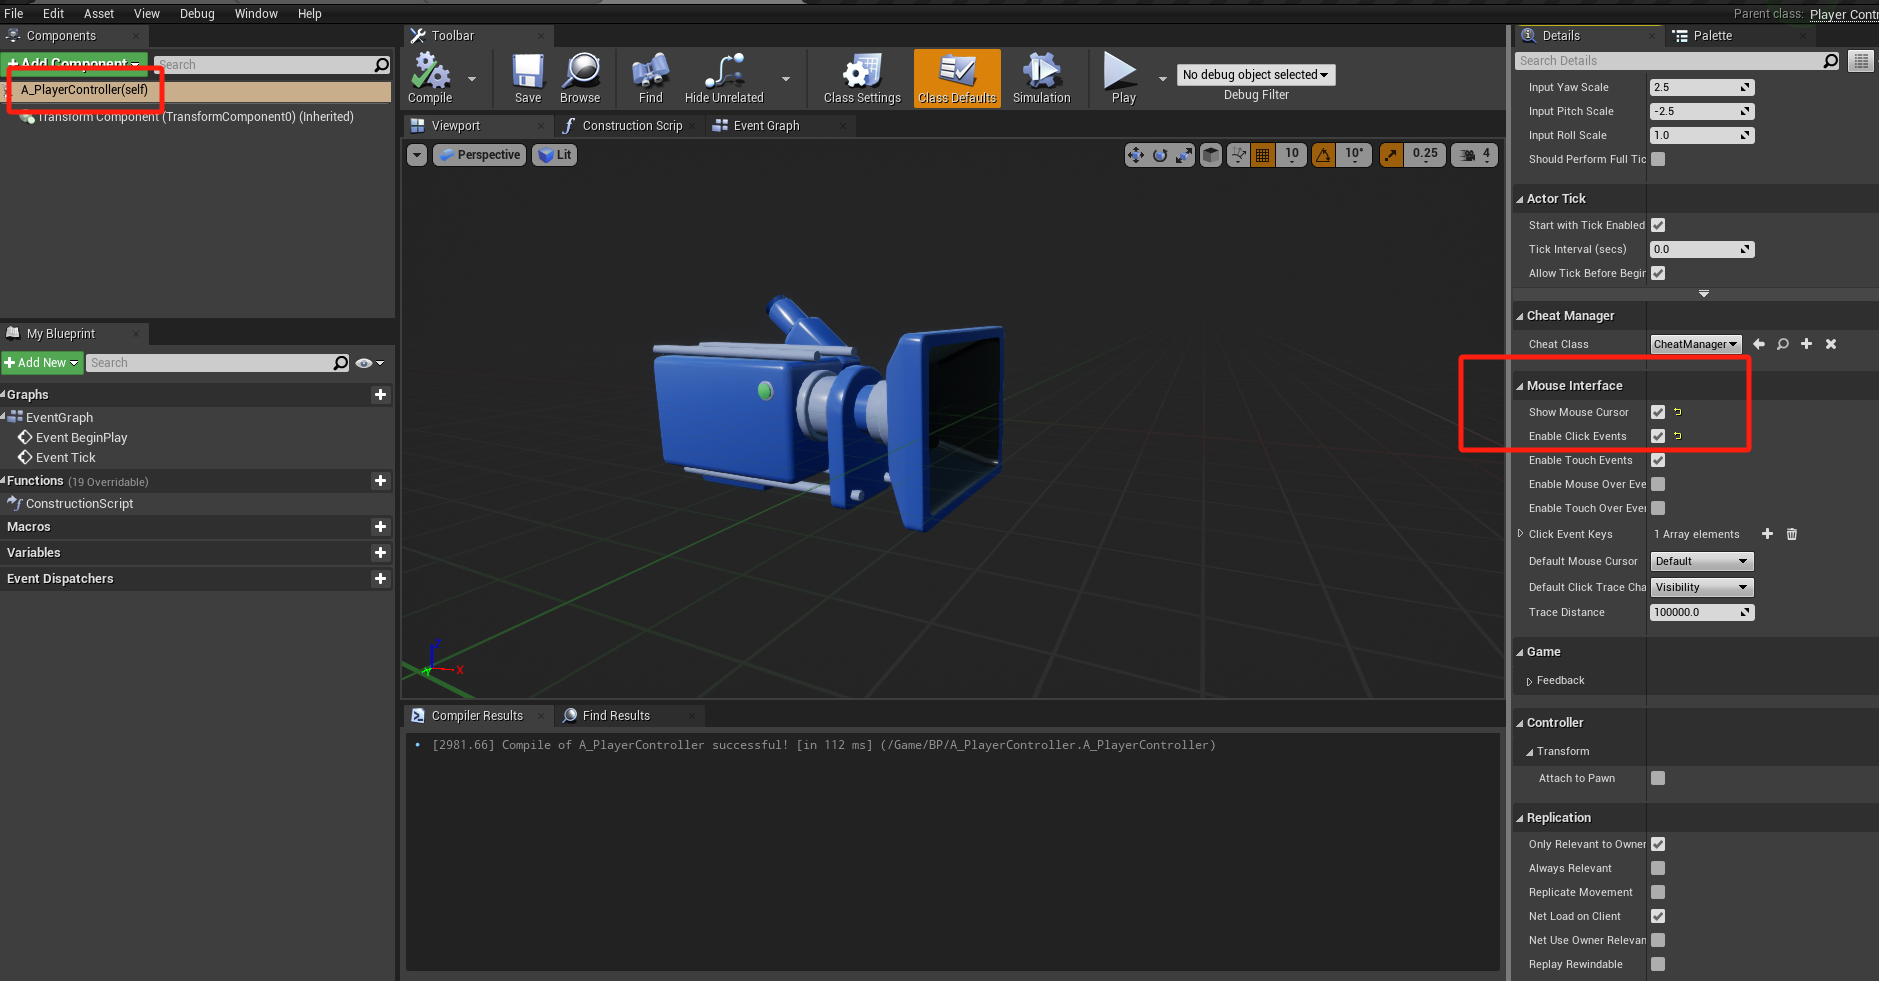 File Edit Asset View Debug Window Help
Parent class: Player Contr
Components
Add Component
Search
A_PlayerController(self)
Transform Component (TransformComponent0) (Inherited)
My Blueprint
Add New
Search
Graphs
EventGraph
Event BeginPlay
Event Tick
Functions (19 Overridable)
ConstructionScript
Macros
Variables
Event Dispatchers
Toolbar
Compile
Save
Browse
Find
Hide Unrelated
Class Settings
Class Defaults
Simulation
Play
No debug object selected
Debug Filter
Viewport
Construction Scrip
Event Graph
Perspective
Lit
10
10°
0.25
4
X
Compiler Results
Find Results
[2981.66] Compile of A_PlayerController successful! [in 112 ms] (/Game/BP/A_PlayerController.A_PlayerController)
Details
Palette
Search Details
Input Yaw Scale 2.5
Input Pitch Scale -2.5
Input Roll Scale 1.0
Should Perform Full Tic
Actor Tick
Start with Tick Enabled
Tick Interval (secs) 0.0
Allow Tick Before Begin
Cheat Manager
Cheat Class CheatManager
Mouse Interface
Show Mouse Cursor
Enable Click Events
Enable Touch Events
Enable Mouse Over Eve
Enable Touch Over Ever
Click Event Keys 1 Array elements
Default Mouse Cursor Default
Default Click Trace Cha Visibility
Trace Distance 100000.0
Game
Feedback
Controller
Transform
Attach to Pawn
Replication
Only Relevant to Owner
Always Relevant
Replicate Movement
Net Load on Client
Net Use Owner Relevan
Replay Rewindable